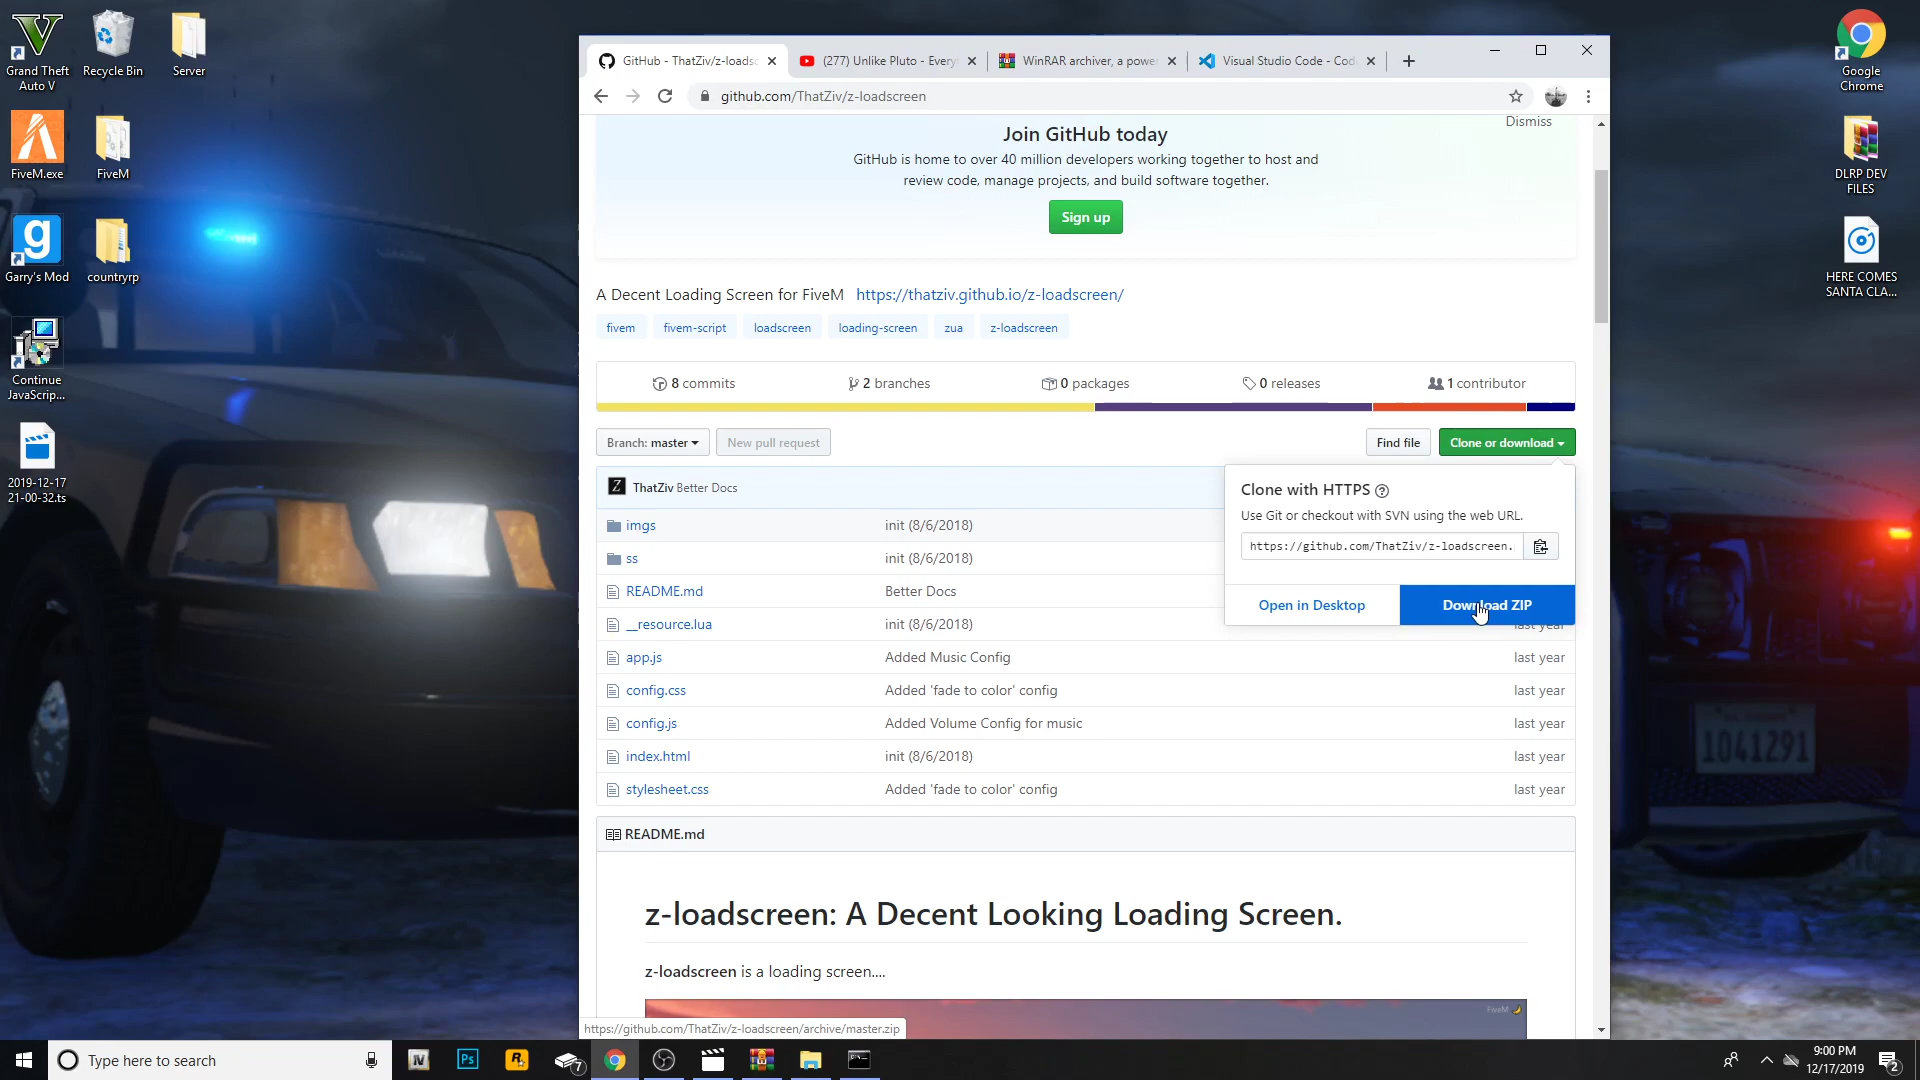 Grand Theft
Auto V
Recycle Bin
Server
FiveM.exe
FiveM
Garry's Mod
countryrp
Continue
JavaScrip...
2019-12-17
21-00-32.ts
GitHub - ThatZiv/z-loadsc
(277) Unlike Pluto - Every
WinRAR archiver, a powe
Visual Studio Code - Cod
github.com/ThatZiv/z-loadscreen
Dismiss
Join GitHub today
GitHub is home to over 40 million developers working together to host and
review code, manage projects, and build software together.
Sign up
A Decent Loading Screen for FiveM https://thatziv.github.io/z-loadscreen/
fivem fivem-script loadscreen loading-screen zua z-loadscreen
8 commits 2 branches 0 packages 0 releases 1 contributor
Branch: master New pull request Find file Clone or download
Z ThatZiv Better Docs
Clone with HTTPS ?
Use Git or checkout with SVN using the web URL.
https://github.com/ThatZiv/z-loadscreen.
Open in Desktop Download ZIP
imgs init (8/6/2018)
ss init (8/6/2018)
README.md Better Docs
__resource.lua init (8/6/2018) last year
app.js Added Music Config last year
config.css Added 'fade to color' config last year
config.js Added Volume Config for music last year
index.html init (8/6/2018) last year
stylesheet.css Added 'fade to color' config last year
README.md
z-loadscreen: A Decent Looking Loading Screen.
z-loadscreen is a loading screen....
FiveM
https://github.com/ThatZiv/z-loadscreen/archive/master.zip
Google
Chrome
DLRP DEV
FILES
HERE COMES
SANTA CLA...
1041291
Type here to search
IV
Ps
R
7
9:00 PM
12/17/2019
2